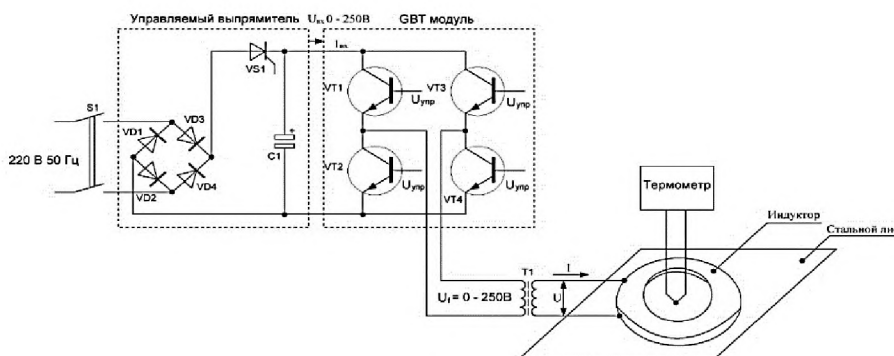 Управляемый выпрямитель
Uвх 0 - 250В
GBT модуль
Iвх
VS1
VT1
VT3
Uупр
Uупр
S1
VD1
VD3
C1
+
220 В 50 Гц
VT2
VD2
VD4
Uупр
VT4
Uупр
Термометр
Индуктор
Стальной ли
T1
I
U1= 0 - 250В
U